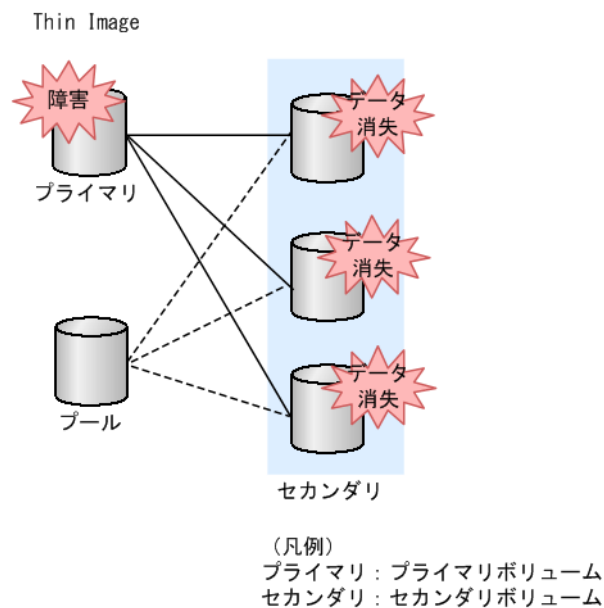 Thin Image
障害
データ
消失
プライマリ
データ
消失
データ
消失
プール
セカンダリ
（凡例）
プライマリ：プライマリボリューム
セカンダリ：セカンダリボリューム